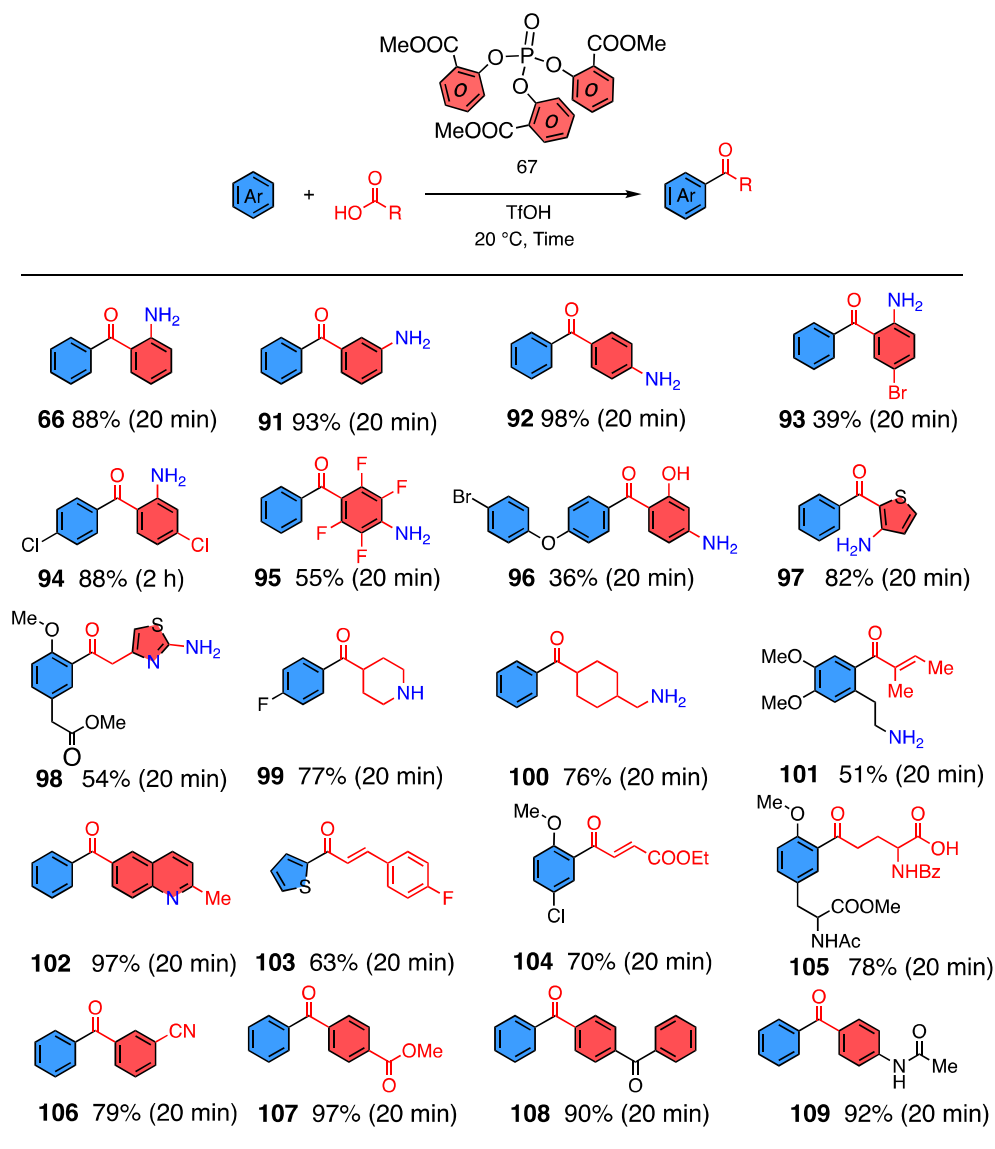 O
MeOOC
O
P
O
COOMe
O
O
O
O
MeOOC
67
Ar
+
O
HO
R
TfOH
20 °C, Time
O
Ar
R
O
NH2
66 88% (20 min)
O
NH2
91 93% (20 min)
O
NH2
92 98% (20 min)
O
NH2
Br
93 39% (20 min)
O
NH2
Cl
Cl
94 88% (2 h)
O
F
F
F
F
NH2
95 55% (20 min)
Br
O
O
OH
NH2
96 36% (20 min)
O
S
H2N
97 82% (20 min)
Me
O
O
S
N
NH2
OMe
O
98 54% (20 min)
O
F
NH
99 77% (20 min)
O
NH2
100 76% (20 min)
MeO
MeO
O
Me
Me
NH2
101 51% (20 min)
O
N
Me
102 97% (20 min)
O
S
F
103 63% (20 min)
Me
O
O
COOEt
Cl
104 70% (20 min)
Me
O
O
O
OH
NHBz
COOMe
NHAc
105 78% (20 min)
O
CN
106 79% (20 min)
O
OMe
O
107 97% (20 min)
O
O
108 90% (20 min)
O
O
N
H
Me
109 92% (20 min)